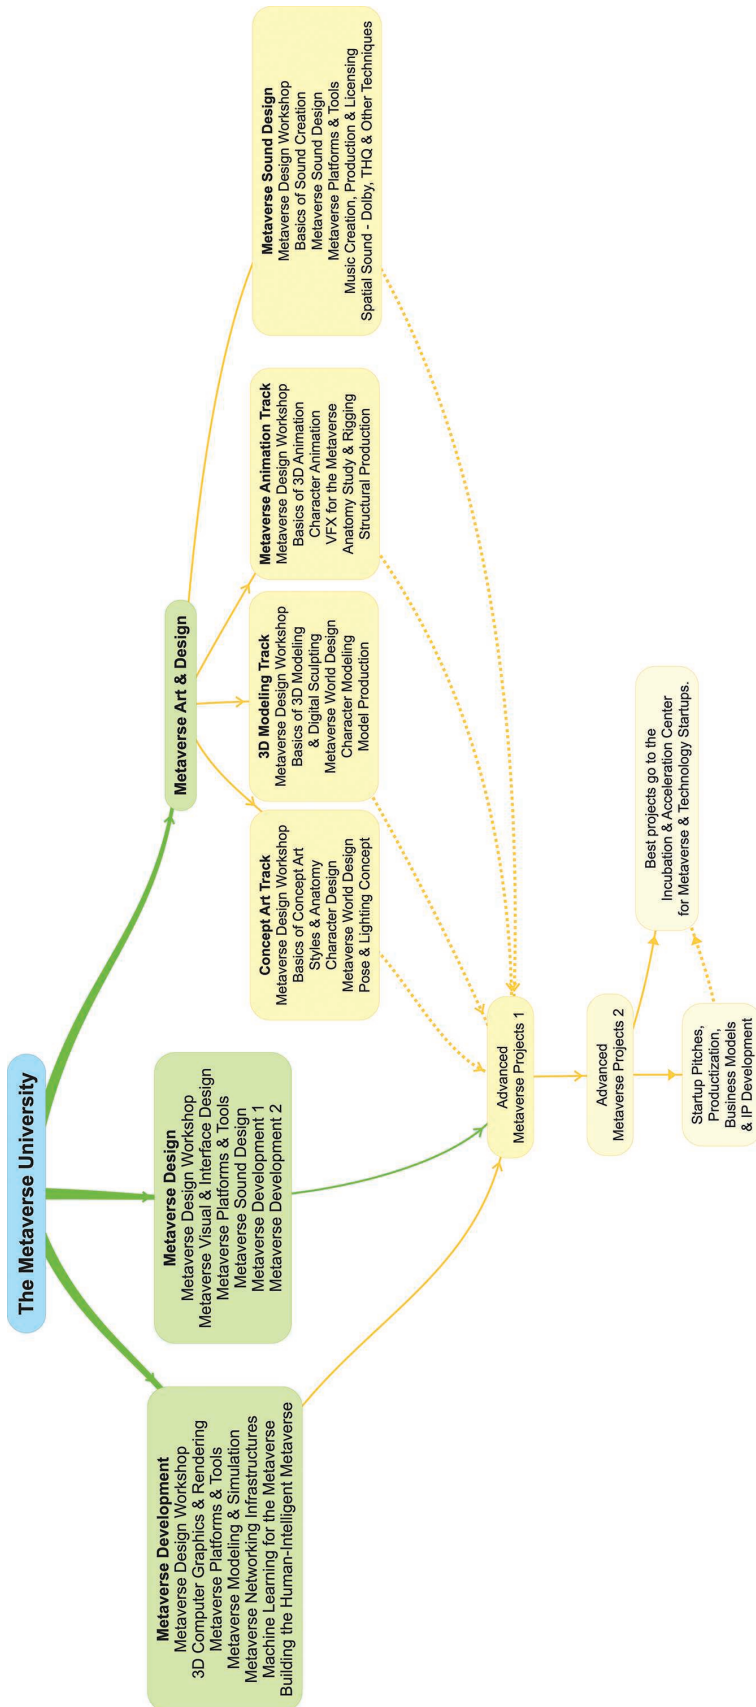 The Metaverse University
Metaverse Development
Metaverse Design Workshop
3D Computer Graphics & Rendering
Metaverse Platforms & Tools
Metaverse Modeling & Simulation
Metaverse Networking Infrastructures
Machine Learning for the Metaverse
Building the Human-Intelligent Metaverse
Metaverse Design
Metaverse Design Workshop
Metaverse Visual & Interface Design
Metaverse Platforms & Tools
Metaverse Sound Design
Metaverse Development 1
Metaverse Development 2
Metaverse Art & Design
Concept Art Track
Metaverse Design Workshop
Basics of Concept Art
Styles & Anatomy
Character Design
Metaverse World Design
Pose & Lighting Concept
3D Modeling Track
Metaverse Design Workshop
Basics of 3D Modeling
& Digital Sculpting
Metaverse World Design
Character Modeling
Model Production
Metaverse Animation Track
Metaverse Design Workshop
Basics of 3D Animation
Character Animation
VFX for the Metaverse
Anatomy Study & Rigging
Structural Production
Metaverse Sound Design
Metaverse Design Workshop
Basics of Sound Creation
Metaverse Sound Design
Metaverse Platforms & Tools
Music Creation, Production & Licensing
Spatial Sound - Dolby, THQ & Other Techniques
Advanced
Metaverse Projects 1
Advanced
Metaverse Projects 2
Startup Pitches,
Productization,
Business Models
& IP Development
Best projects go to the
Incubation & Acceleration Center
for Metaverse & Technology Startups.